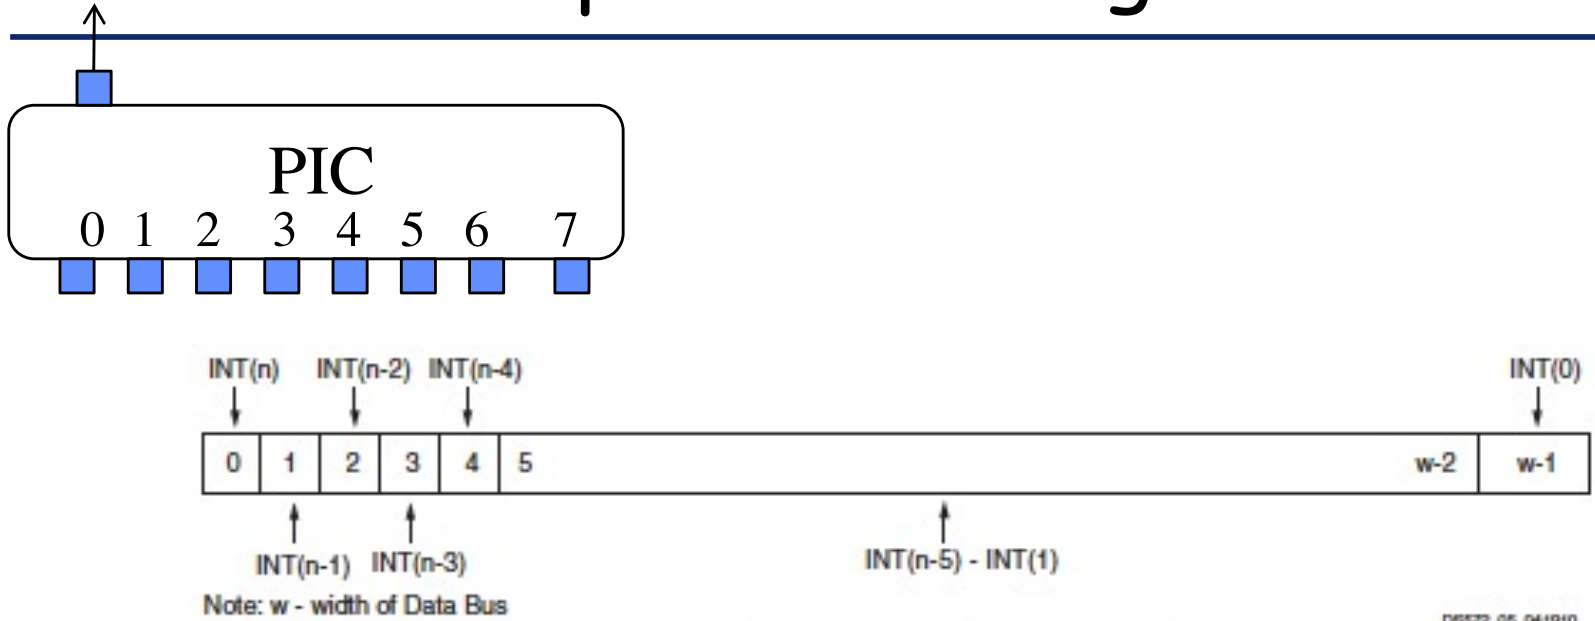 PIC
0 1 2 3 4 5 6 7
INT(n) INT(n-2) INT(n-4) INT(0)
0 1 2 3 4 5 w-2 w-1
INT(n-1) INT(n-3) INT(n-5) - INT(1)
Note: w - width of Data Bus